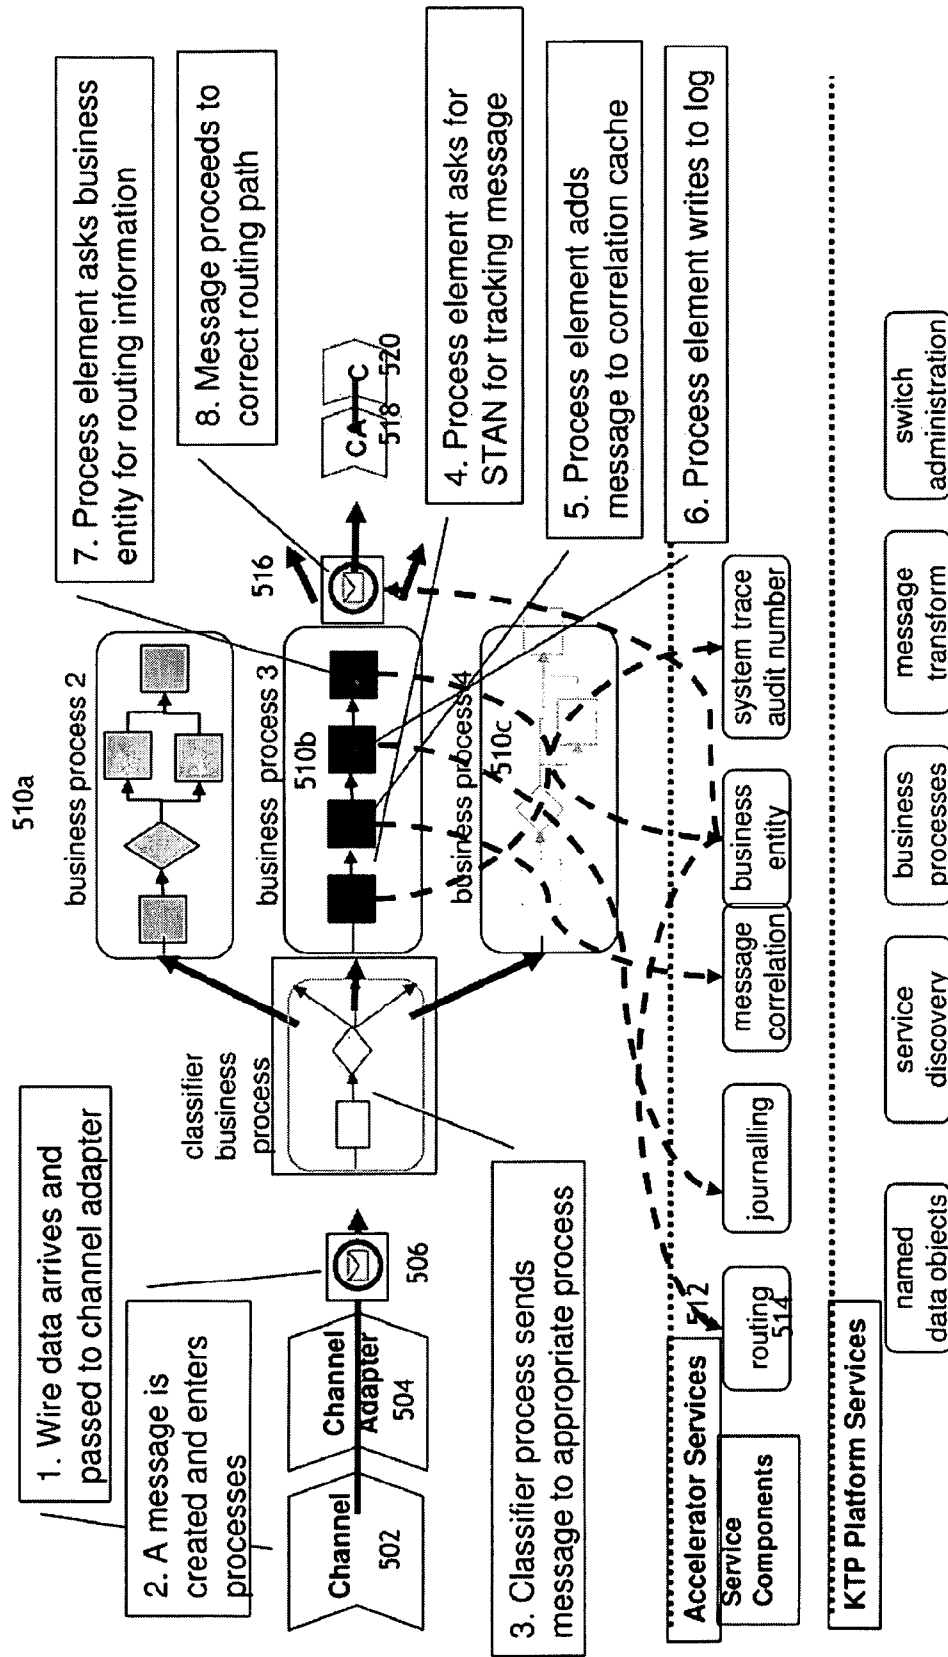 1. Wire data arrives and
passed to channel adapter
2. A message is
created and enters
processes
7. Process element asks business
entity for routing information
8. Message proceeds to
correct routing path
510a
business process 2
classifier
business
process
business process 3
510b
business process 4
510c
Channel
502
Channel
Adapter
504
506
516
CA
518
C
520
3. Classifier process sends
message to appropriate process
4. Process element asks for
STAN for tracking message
5. Process element adds
message to correlation cache
6. Process element writes to log
Accelerator Services
512
Service
Components
routing
514
journalling
message
correlation
business
entity
system trace
audit number
KTP Platform Services
named
data objects
service
discovery
business
processes
message
transform
switch
administration